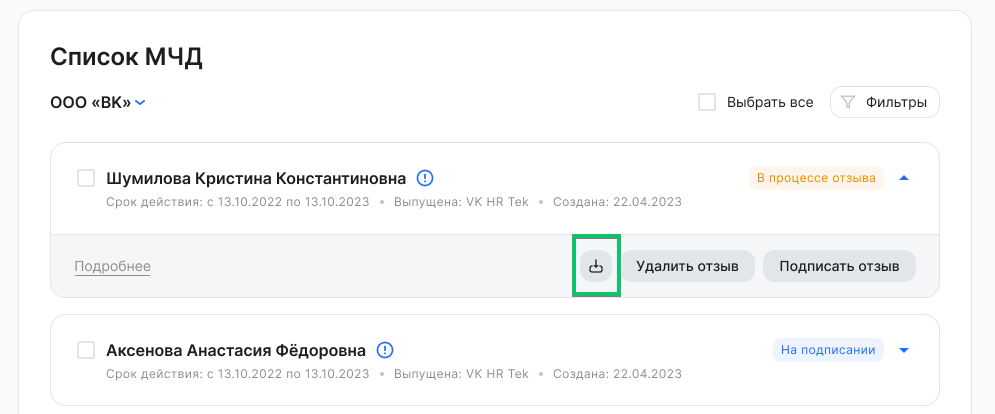 Список МЧД
ООО «ВК»
Выбрать все
Фильтры
Шумилова Кристина Константиновна
В процессе отзыва
Срок действия: с 13.10.2022 по 13.10.2023 • Выпущена: VK HR Tek • Создана: 22.04.2023
Подробнее
Удалить отзыв
Подписать отзыв
Аксенова Анастасия Фёдоровна
На подписании
Срок действия: с 13.10.2022 по 13.10.2023 • Выпущена: VK HR Tek • Создана: 22.04.2023